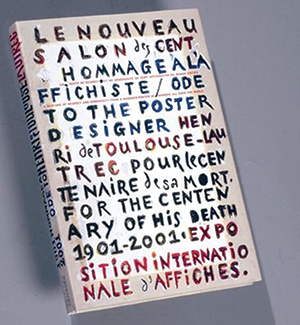 LE NOUVEAU
SALON des CENT
HOMMAGE À L'A
FFICHISTE / ODE
TO THE POSTER
DESIGNER HEN
RI de TOULOUSE-LAU
TREC POUR le CEN
TENAIRE de sa MORT.
FOR THE CENTEN
ARY OF HIS DEATH
1901-2001. EXPO
SITION INTERNATIO
NALE d'AFFICHES.